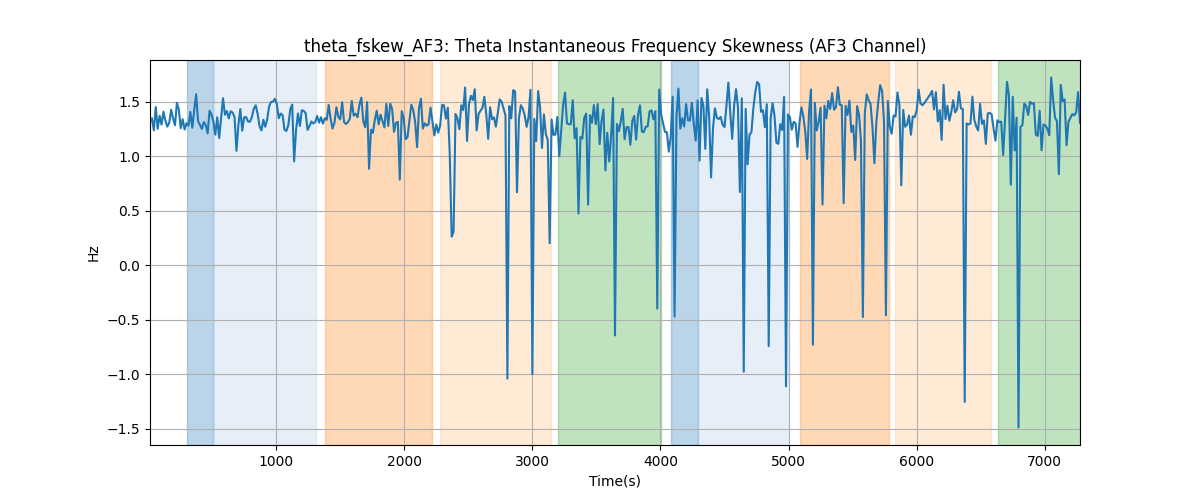 theta_fskew_AF3: Theta Instantaneous Frequency Skewness (AF3 Channel)
Hz
1.5
1.0
0.5
0.0
−0.5
−1.0
−1.5
1000 2000 3000 4000 5000 6000 7000
Time(s)